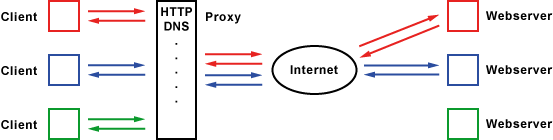 Client
HTTP
DNS
.
.
.
.
.
Proxy
Webserver
Client
Internet
Webserver
Client
Webserver